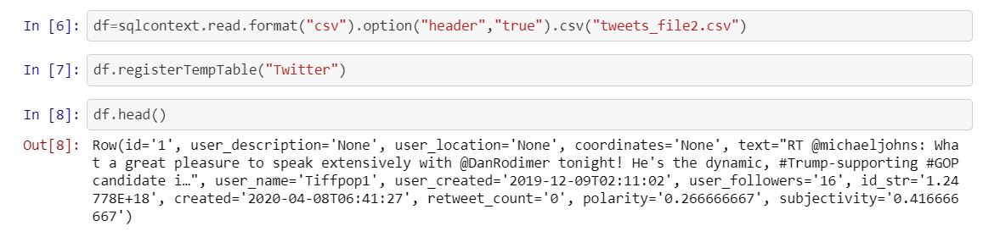 In [6]: df=sqlcontext.read.format("csv").option("header","true").csv("tweets_file2.csv")
In [7]: df.registerTempTable("Twitter")
In [8]: df.head()
Out[8]: Row(id='1', user_description='None', user_location='None', coordinates='None', text="RT @michaeljohns: Wha
t a great pleasure to speak extensively with @DanRodimer tonight! He's the dynamic, #Trump-supporting #GOP
candidate i…", user_name='Tiffpop1', user_created='2019-12-09T02:11:02', user_followers='16', id_str='1.24
778E+18', created='2020-04-08T06:41:27', retweet_count='0', polarity='0.266666667', subjectivity='0.416666
667')